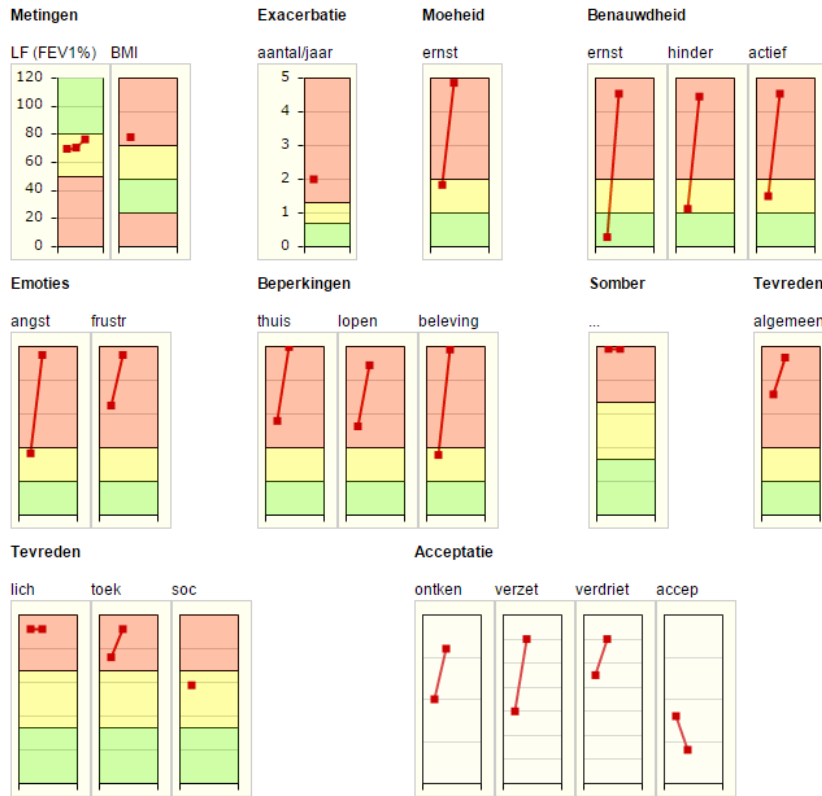 Metingen Exacerbatie Moeheid Benauwdheid
LF (FEV1%) BMI aantal/jaar ernst ernst hinder actief
120 5
100 4
80 3
60 2
40 1
20 0
0
Emoties Beperkingen Somber Tevreden
angst frustr thuis lopen beleving ... algemeen
Tevreden Acceptatie
lich toek soc ontken verzet verdriet accep